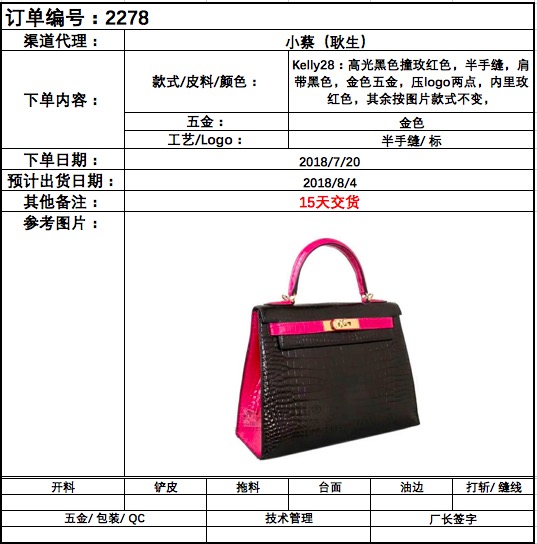 订单编号：2278
渠道代理： 小蔡（耿生）
下单内容：
款式/皮料/颜色：
Kelly28：高光黑色撞玫红色，半手缝，肩
带黑色，金色五金，压logo两点，内里玫
红色，其余按图片款式不变，
五金： 金色
工艺/Logo： 半手缝/ 标
下单日期： 2018/7/20
预计出货日期： 2018/8/4
其他备注： 15天交货
参考图片：
开料 铲皮 拖料 台面 油边 打斩/ 缝线
五金/ 包装/ QC 技术管理 厂长签字